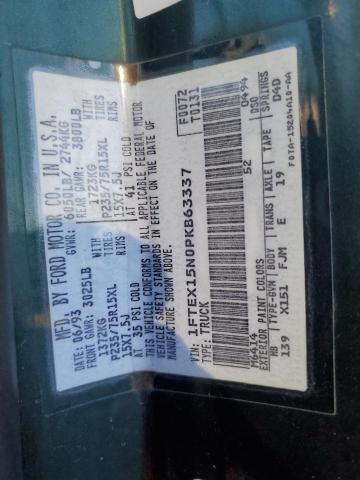 MFD. BY FORD MOTOR CO. IN U.S.A.
06/93 GVWR: 6050LB/ 2744KG
FRONT GAWR: 3025LB REAR GAWR: 3800LB
1372KG 1723KG
P235/75R15XL TIRES P235/75R15XL
15X7.5J RIMS 15X7.5J
AT 35 PSI COLD AT 41 PSI COLD
THIS VEHICLE CONFORMS TO ALL APPLICABLE FEDERAL MOTOR
VEHICLE SAFETY STANDARDS IN EFFECT ON THE DATE OF
MANUFACTURE SHOWN ABOVE.
F0072
T0131
1FTEX15N0PKB63337
TYPE: TRUCK
0494
52
M6414
EXTERIOR PAINT COLORS
WB TYPE-GVW BODY TRANS AXLE TAPE SPRINGS
139 X151 FJM E 19 D4D
F0TA-15204A10-AA